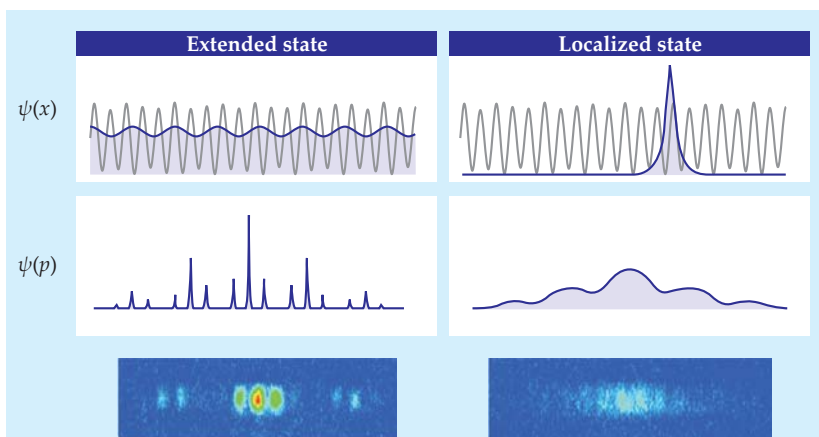 Extended state
Localized state
ψ(x)
ψ(p)